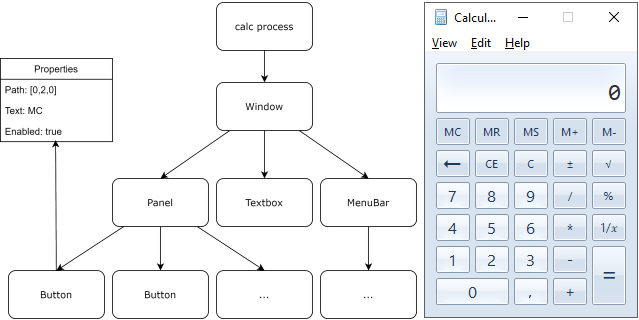 calc process
Properties
Path: [0,2,0]
Text: MC
Enabled: true
Window
Panel
Textbox
MenuBar
Button
Button
...
...
Calcul...
View Edit Help
0
MC MR MS M+ M-
← CE C ± √
7 8 9 / %
4 5 6 * 1/x
1 2 3 - =
0 , +